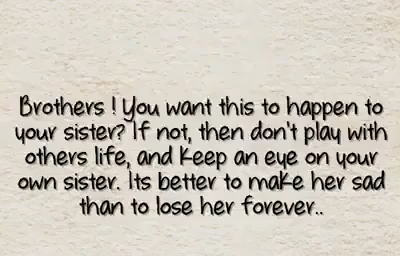 Brothers ! You want this to happen to
your sister? If not, then don't play with
others life, and keep an eye on your
own sister. Its better to make her sad
than to lose her forever..